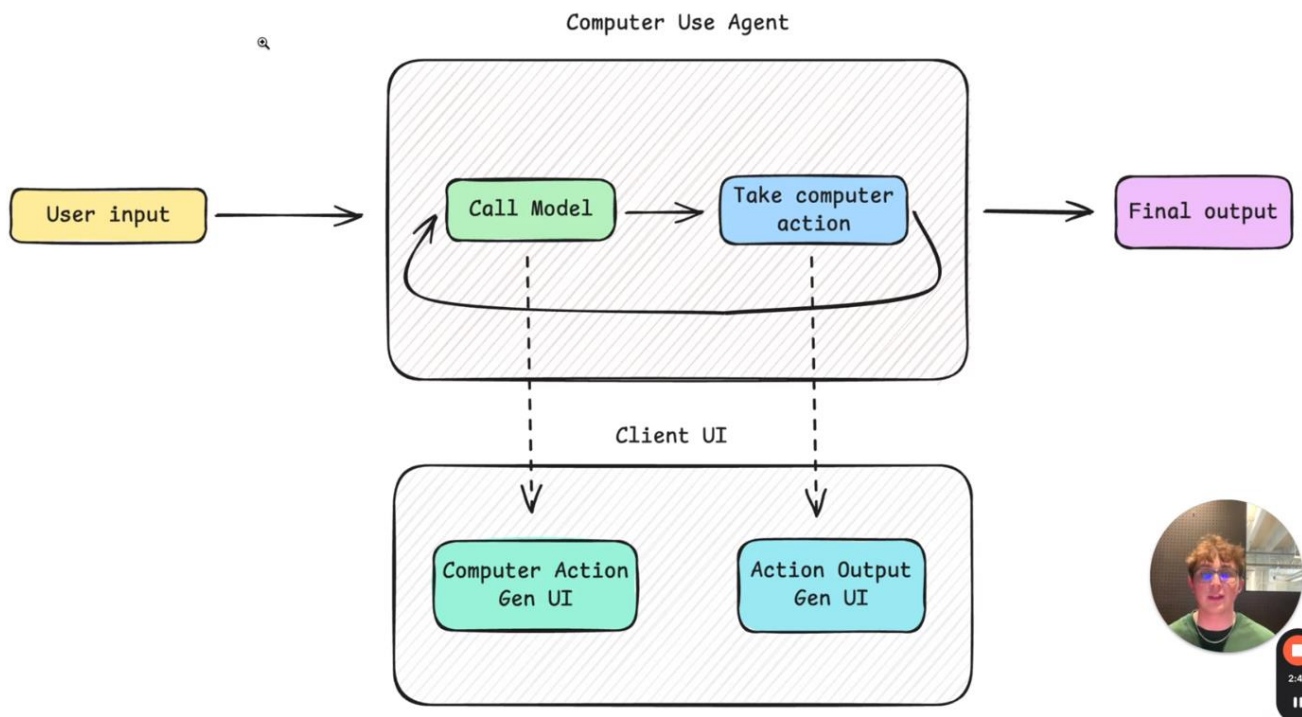 Computer Use Agent
User input
Call Model
Take computer
action
Final output
Client UI
Computer Action
Gen UI
Action Output
Gen UI